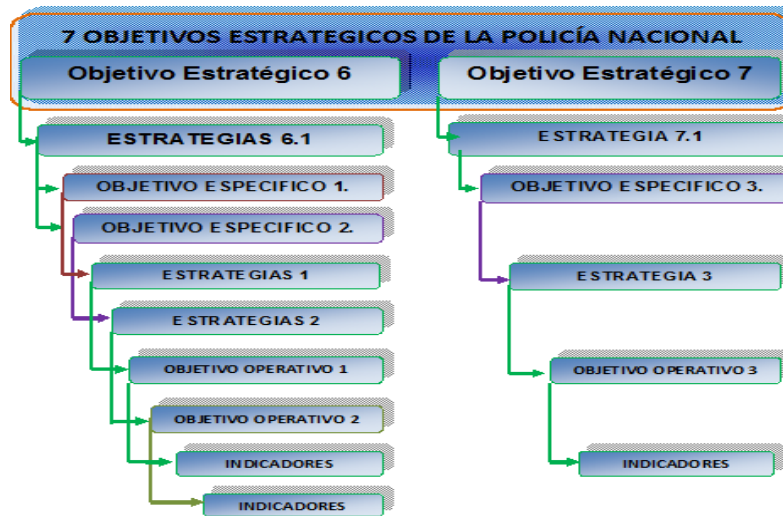 7 OBJETIVOS ESTRATEGICOS DE LA POLICÍA NACIONAL
Objetivo Estratégico 6
Objetivo Estratégico 7
ESTRATEGIAS 6.1
ESTRATEGIA 7.1
OBJETIVO ESPECIFICO 1.
OBJETIVO ESPECIFICO 3.
OBJETIVO ESPECIFICO 2.
ESTRATEGIAS 1
ESTRATEGIA 3
ESTRATEGIAS 2
OBJETIVO OPERATIVO 1
OBJETIVO OPERATIVO 3
OBJETIVO OPERATIVO 2
INDICADORES
INDICADORES
INDICADORES